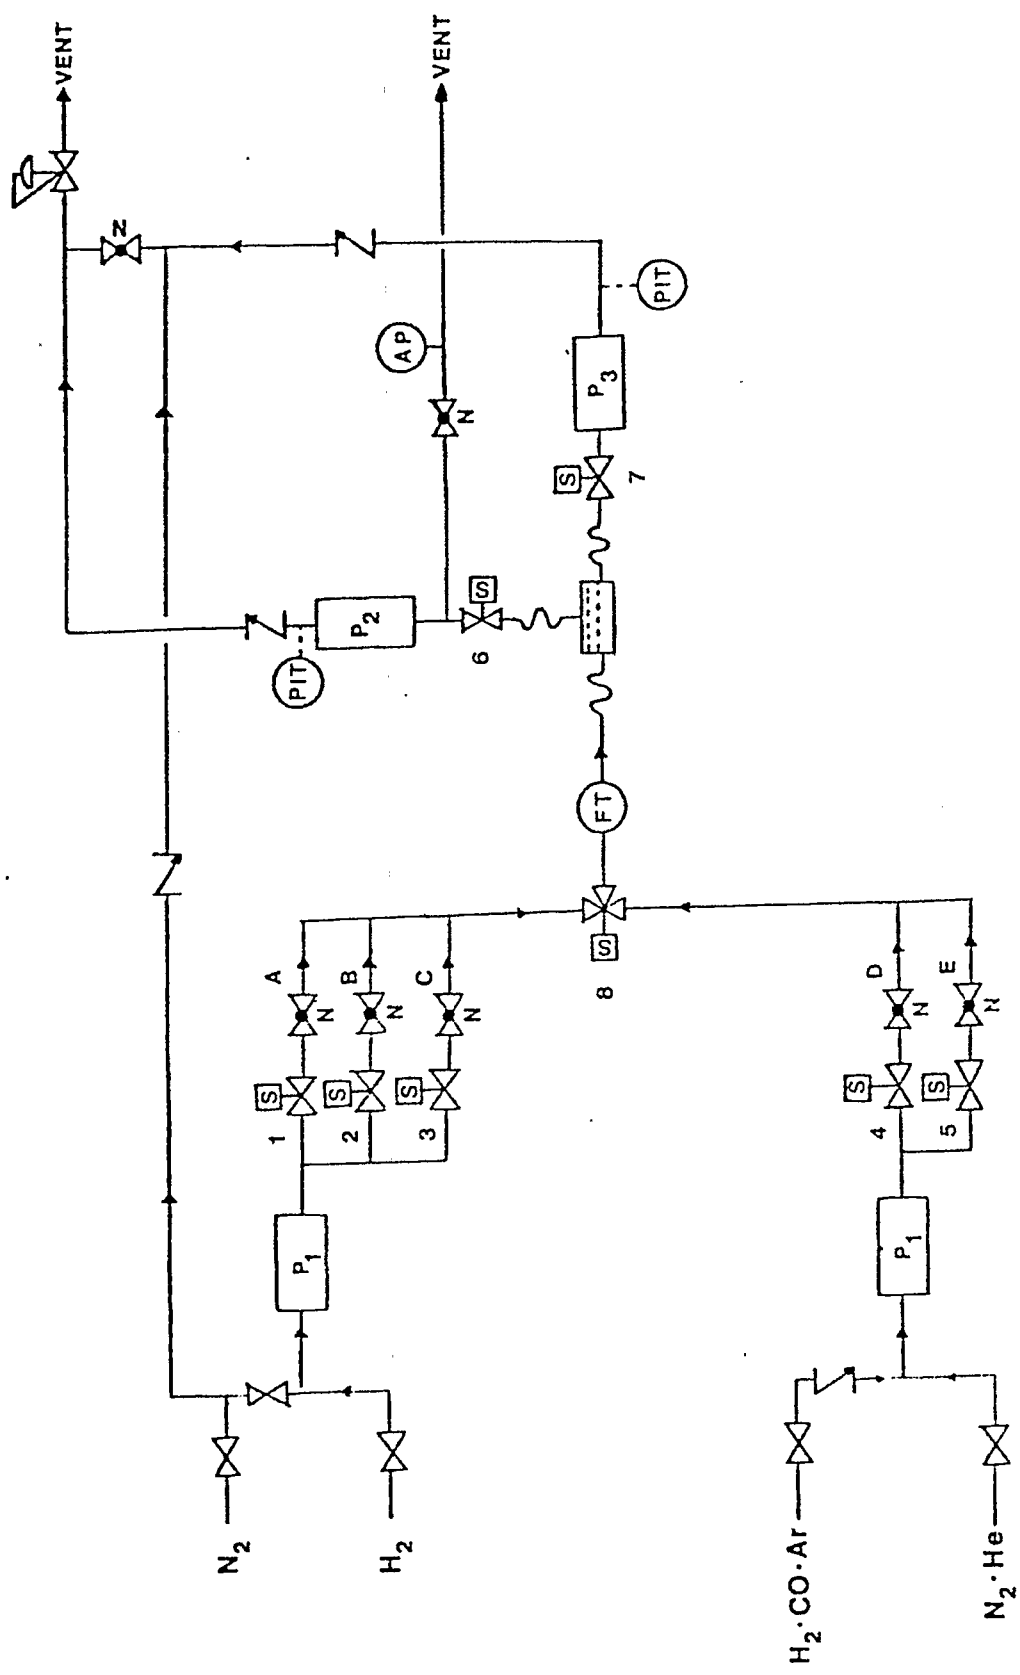 VENT
N
N₂
S
1
A
N
PIT
P₁
S
2
B
N
P₂
AP
H₂
S
3
C
N
6
S
N
VENT
S
8
FT
S
7
P₃
PIT
H₂·CO·Ar
S
4
D
N
P₁
S
5
E
N
N₂·He